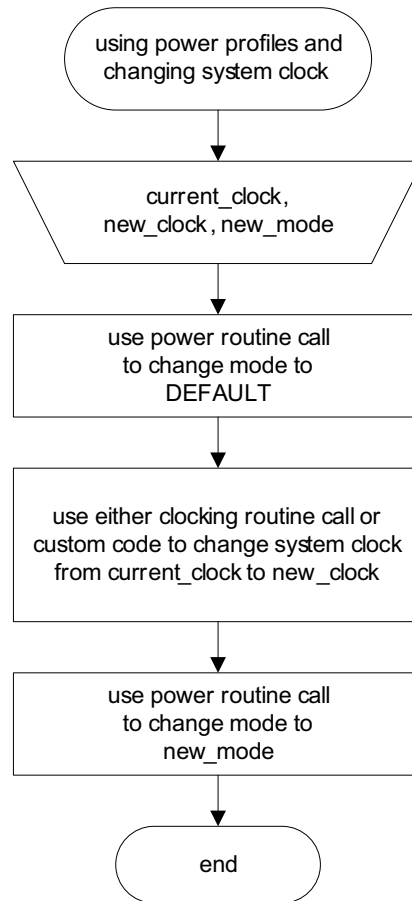 using power profiles and
changing system clock
current_clock,
new_clock, new_mode
use power routine call
to change mode to
DEFAULT
use either clocking routine call or
custom code to change system clock
from current_clock to new_clock
use power routine call
to change mode to
new_mode
end